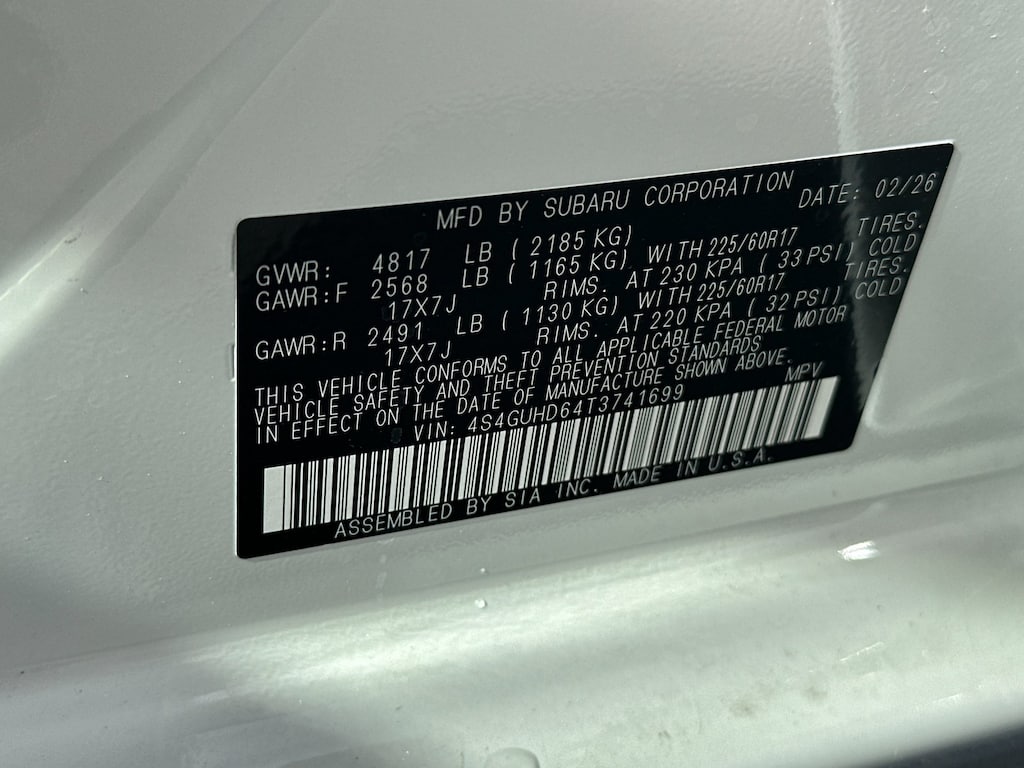 MFD BY SUBARU CORPORATION DATE: 02/26
GVWR: 4817 LB ( 2185 KG)
GAWR:F 2568 LB ( 1165 KG) WITH 225/60R17 TIRES.
17X7J RIMS. AT 230 KPA ( 33 PSI) COLD
GAWR:R 2491 LB ( 1130 KG) WITH 225/60R17 TIRES.
17X7J RIMS. AT 220 KPA ( 32 PSI) COLD
THIS VEHICLE CONFORMS TO ALL APPLICABLE FEDERAL MOTOR
VEHICLE SAFETY AND THEFT PREVENTION STANDARDS
IN EFFECT ON THE DATE OF MANUFACTURE SHOWN ABOVE.
VIN: 4S4GUHD64T3741699 MPV
ASSEMBLED BY SIA INC. MADE IN U.S.A.